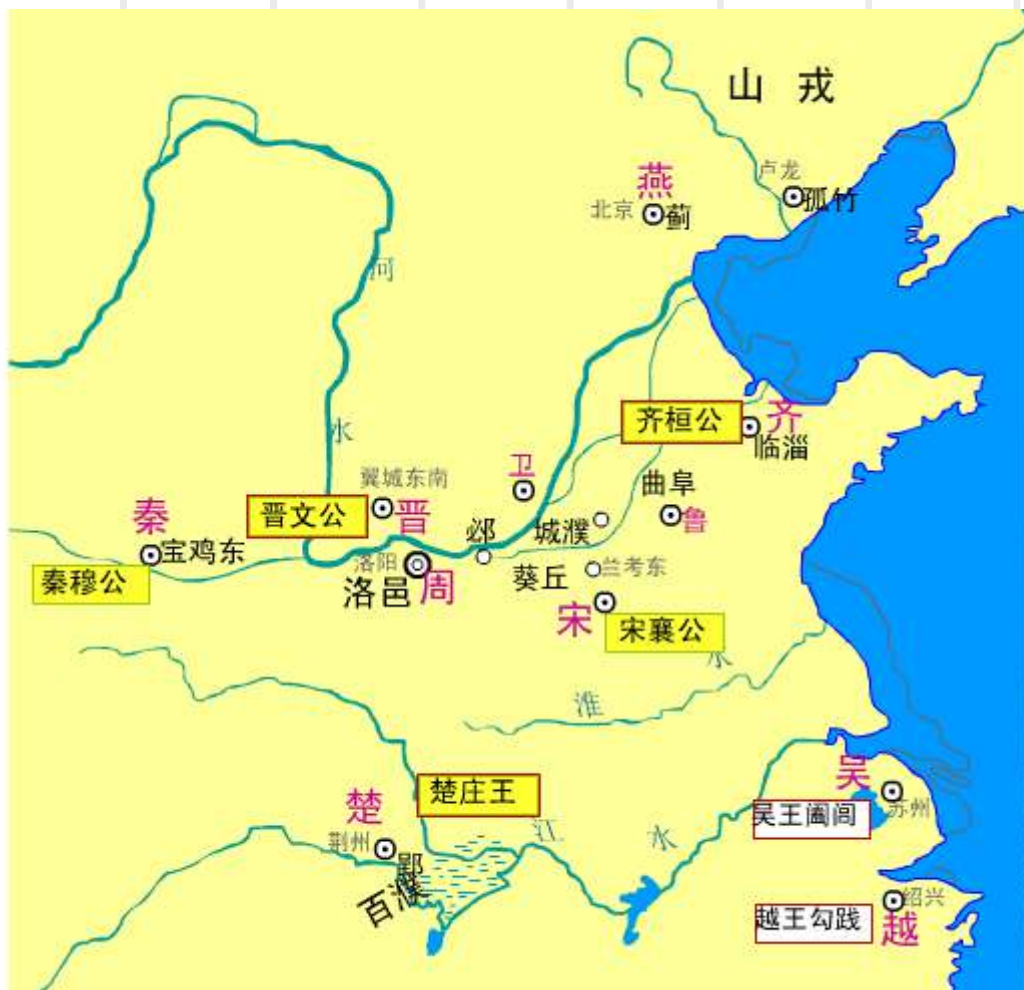 山 戎
卢龙
燕
孤竹
北京
蓟
河
水
齐桓公
齐
临淄
卫
翼城东南
曲阜
晋文公
晋
鲁
秦
邲
城濮
宝鸡东
洛阳
葵丘
兰考东
秦穆公
洛邑
周
宋
宋襄公
水
淮
吴
楚庄王
楚
苏州
吴王阖闾
江
水
荆州
郢
百濮
绍兴
越王勾践
越